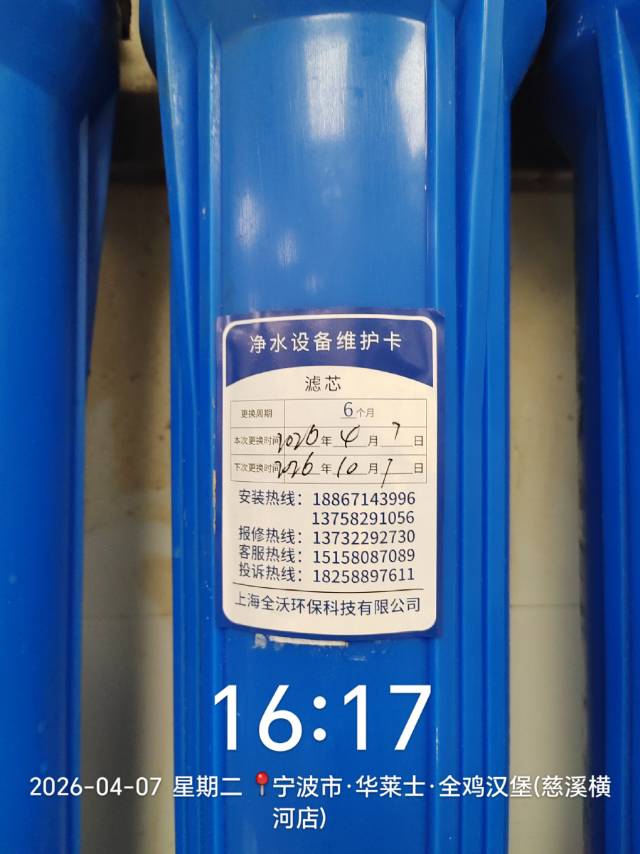 净水设备维护卡
滤芯
更换周期 6个月
本次更换时间 2026年4月7日
下次更换时间 2026年10月7日
安装热线：18867143996
13758291056
报修热线：13732292730
客服热线：15158087089
投诉热线：18258897611
上海全沃环保科技有限公司
16:17
2026-04-07 星期二 📍宁波市·华莱士·全鸡汉堡(慈溪横
河店)